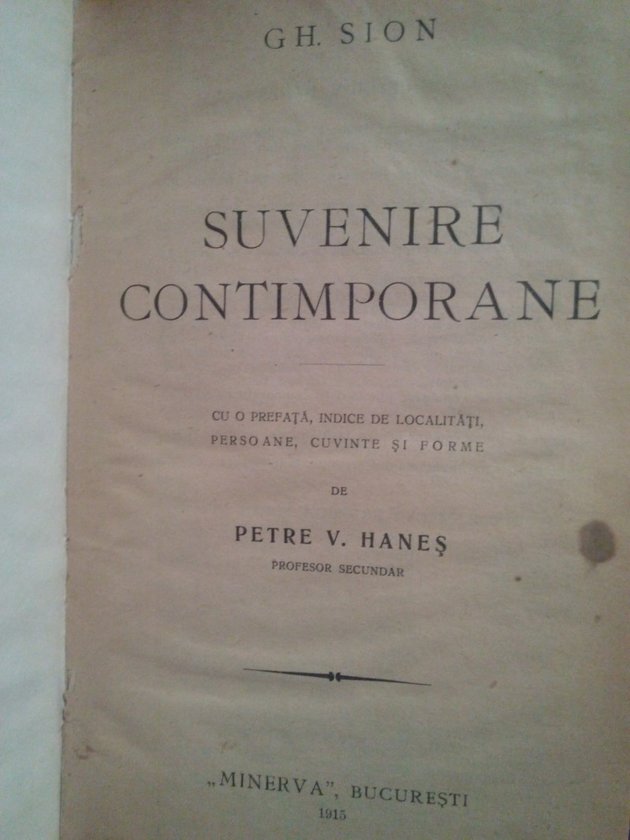 GH. SION
SUVENIRE
CONTIMPORANE
CU O PREFAȚĂ, INDICE DE LOCALITĂȚI,
PERSOANE, CUVINTE ȘI FORME
DE
PETRE V. HANEȘ
PROFESOR SECUNDAR
„MINERVA”, BUCUREȘTI
1915